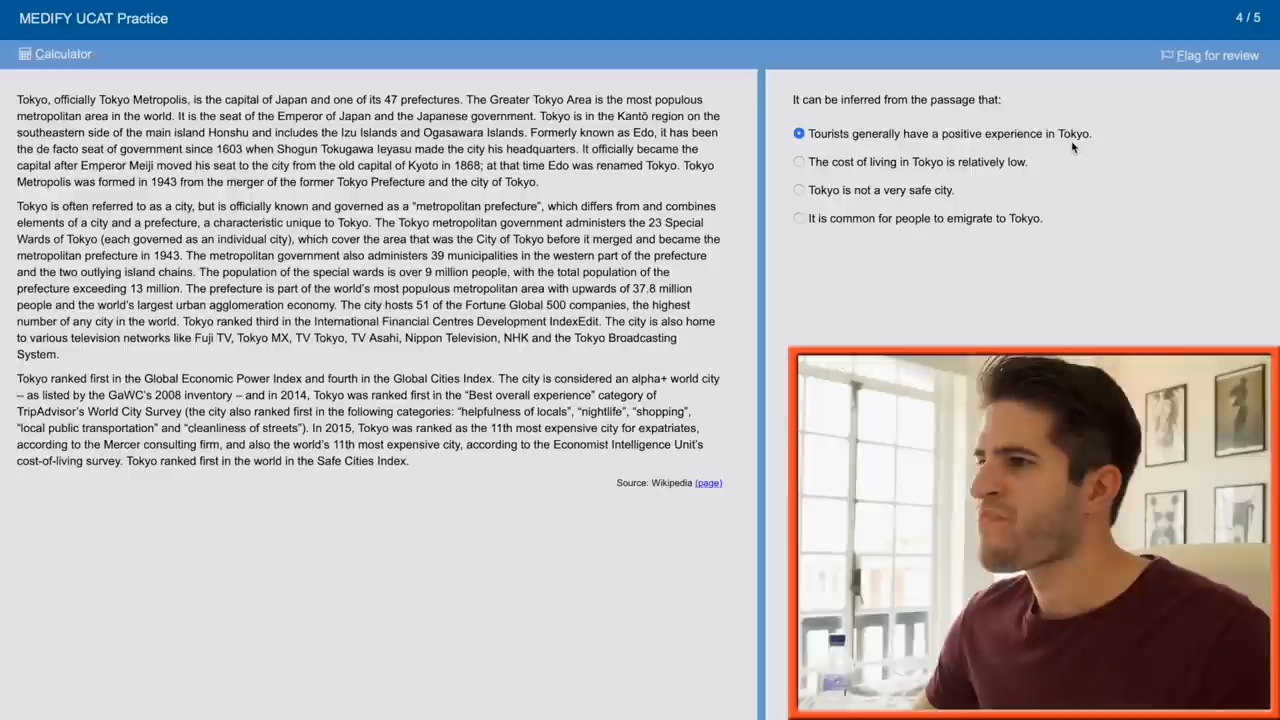 MEDIFY UCAT Practice
4 / 5
Calculator
Flag for review
Tokyo, officially Tokyo Metropolis, is the capital of Japan and one of its 47 prefectures. The Greater Tokyo Area is the most populous
metropolitan area in the world. It is the seat of the Emperor of Japan and the Japanese government. Tokyo is in the Kantō region on the
southeastern side of the main island Honshu and includes the Izu Islands and Ogasawara Islands. Formerly known as Edo, it has been
the de facto seat of government since 1603 when Shogun Tokugawa Ieyasu made the city his headquarters. It officially became the
capital after Emperor Meiji moved his seat to the city from the old capital of Kyoto in 1868; at that time Edo was renamed Tokyo. Tokyo
Metropolis was formed in 1943 from the merger of the former Tokyo Prefecture and the city of Tokyo.
Tokyo is often referred to as a city, but is officially known and governed as a “metropolitan prefecture”, which differs from and combines
elements of a city and a prefecture, a characteristic unique to Tokyo. The Tokyo metropolitan government administers the 23 Special
Wards of Tokyo (each governed as an individual city), which cover the area that was the City of Tokyo before it merged and became the
metropolitan prefecture in 1943. The metropolitan government also administers 39 municipalities in the western part of the prefecture
and the two outlying island chains. The population of the special wards is over 9 million people, with the total population of the
prefecture exceeding 13 million. The prefecture is part of the world’s most populous metropolitan area with upwards of 37.8 million
people and the world’s largest urban agglomeration economy. The city hosts 51 of the Fortune Global 500 companies, the highest
number of any city in the world. Tokyo ranked third in the International Financial Centres Development IndexEdit. The city is also home
to various television networks like Fuji TV, Tokyo MX, TV Tokyo, TV Asahi, Nippon Television, NHK and the Tokyo Broadcasting
System.
Tokyo ranked first in the Global Economic Power Index and fourth in the Global Cities Index. The city is considered an alpha+ world city
– as listed by the GaWC’s 2008 inventory – and in 2014, Tokyo was ranked first in the “Best overall experience” category of
TripAdvisor’s World City Survey (the city also ranked first in the following categories: “helpfulness of locals”, “nightlife”, “shopping”,
“local public transportation” and “cleanliness of streets”). In 2015, Tokyo was ranked as the 11th most expensive city for expatriates,
according to the Mercer consulting firm, and also the world’s 11th most expensive city, according to the Economist Intelligence Unit’s
cost-of-living survey. Tokyo ranked first in the world in the Safe Cities Index.
Source: Wikipedia (page)
It can be inferred from the passage that:
Tourists generally have a positive experience in Tokyo.
The cost of living in Tokyo is relatively low.
Tokyo is not a very safe city.
It is common for people to emigrate to Tokyo.